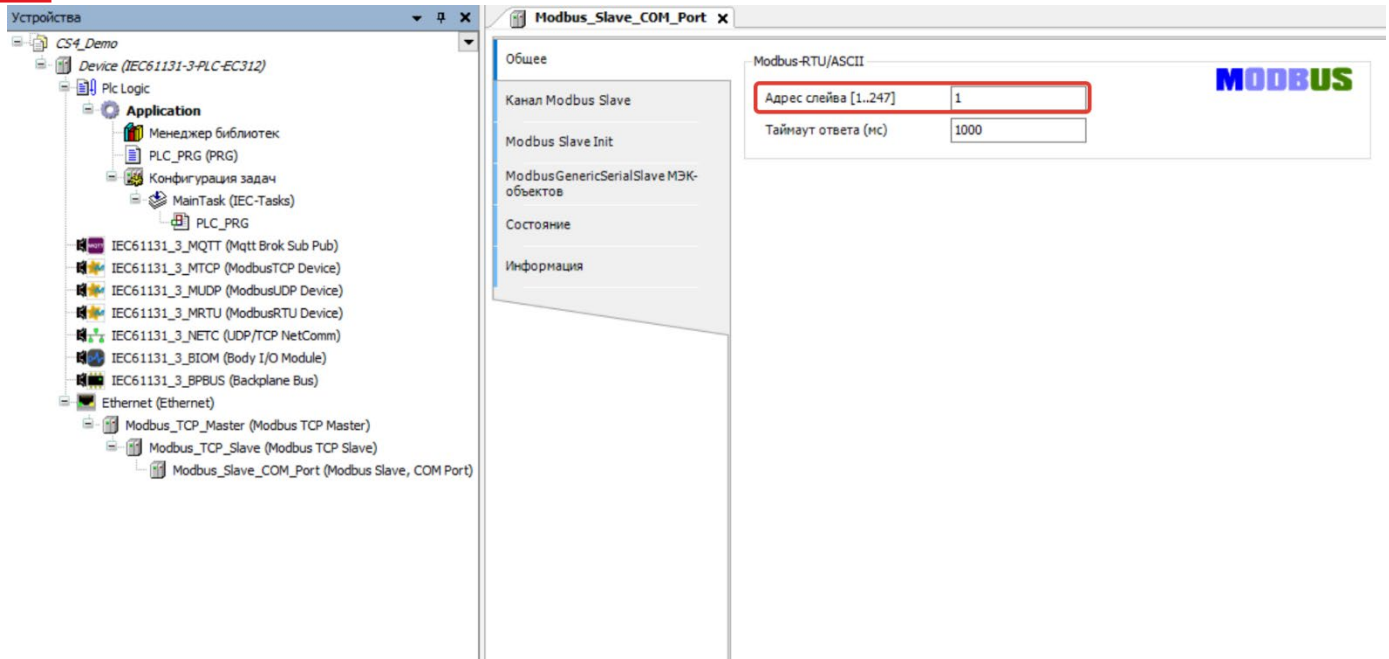 Устройства
CS4_Demo
Device (IEC61131-3-PLC-EC312)
Plc Logic
Application
Менеджер библиотек
PLC_PRG (PRG)
Конфигурация задач
MainTask (IEC-Tasks)
PLC_PRG
IEC61131_3_MQTT (Mqtt Brok Sub Pub)
IEC61131_3_MTCP (ModbusTCP Device)
IEC61131_3_MUDP (ModbusUDP Device)
IEC61131_3_MRTU (ModbusRTU Device)
IEC61131_3_NETC (UDP/TCP NetComm)
IEC61131_3_BIOM (Body I/O Module)
IEC61131_3_BPBUS (Backplane Bus)
Ethernet (Ethernet)
Modbus_TCP_Master (Modbus TCP Master)
Modbus_TCP_Slave (Modbus TCP Slave)
Modbus_Slave_COM_Port (Modbus Slave, COM Port)
Modbus_Slave_COM_Port
Общее
Канал Modbus Slave
Modbus Slave Init
ModbusGenericSerialSlave МЭК-
объектов
Состояние
Информация
Modbus-RTU/ASCII
MODBUS
Адрес слейва [1..247] 1
Таймаут ответа (мс) 1000